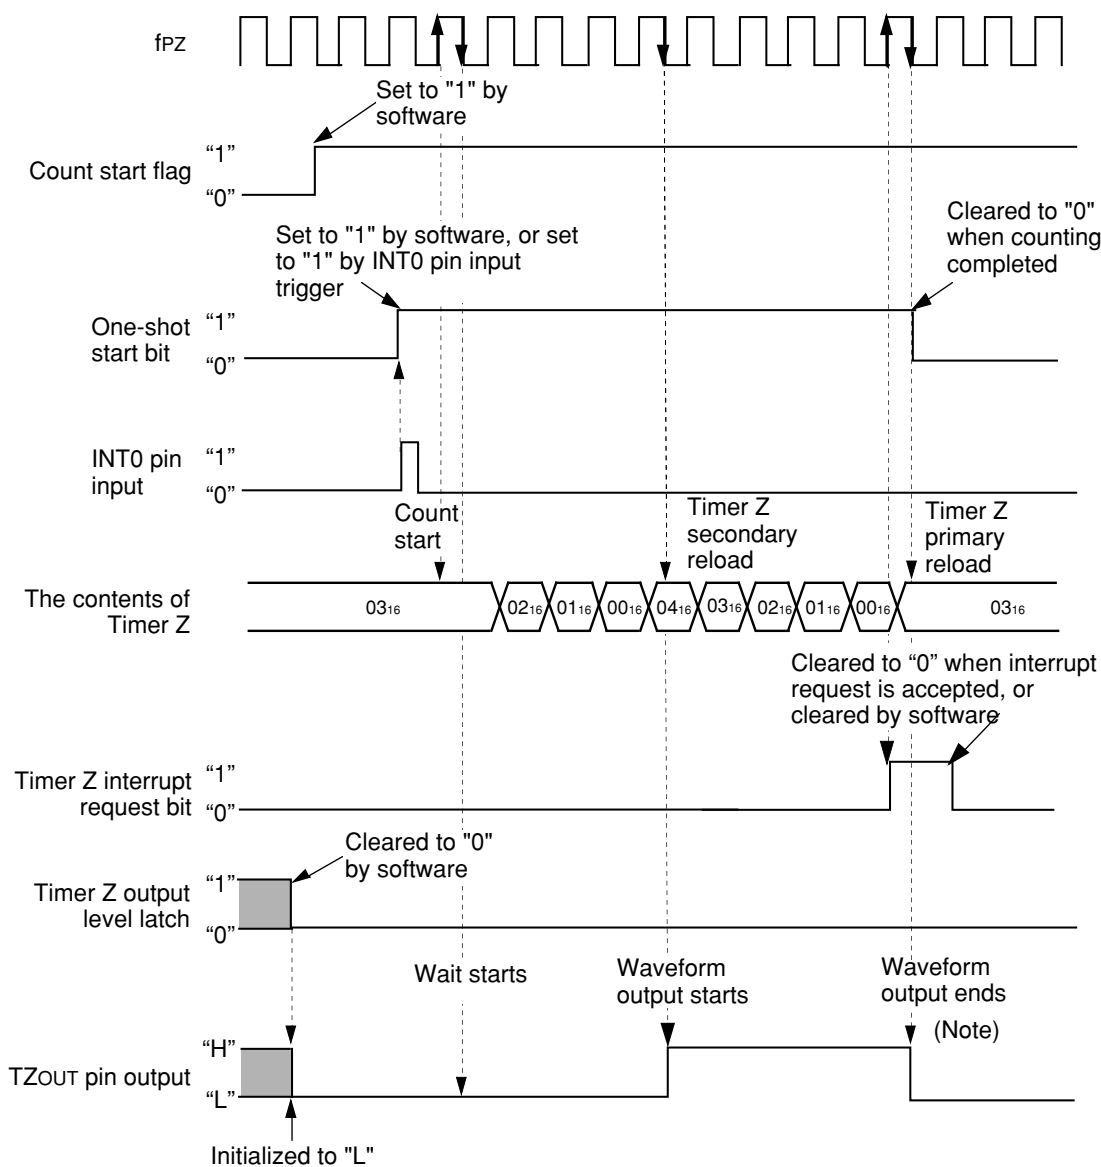 fPZ
Set to "1" by
software
Count start flag
“1”
“0”
Set to "1" by software, or set
to "1" by INT0 pin input
trigger
Cleared to "0"
when counting
completed
One-shot
start bit
“1”
“0”
INT0 pin
input
“1”
“0”
Count
start
Timer Z
secondary
reload
Timer Z
primary
reload
The contents of
Timer Z
0316 0216 0116 0016 0416 0316 0216 0116 0016 0316
Cleared to “0” when interrupt
request is accepted, or
cleared by software
Timer Z interrupt
request bit
“1”
“0”
Cleared to "0"
by software
Timer Z output
level latch
“1”
“0”
Wait starts
Waveform
output starts
Waveform
output ends
(Note)
TZOUT pin output
“H”
“L”
Initialized to "L"